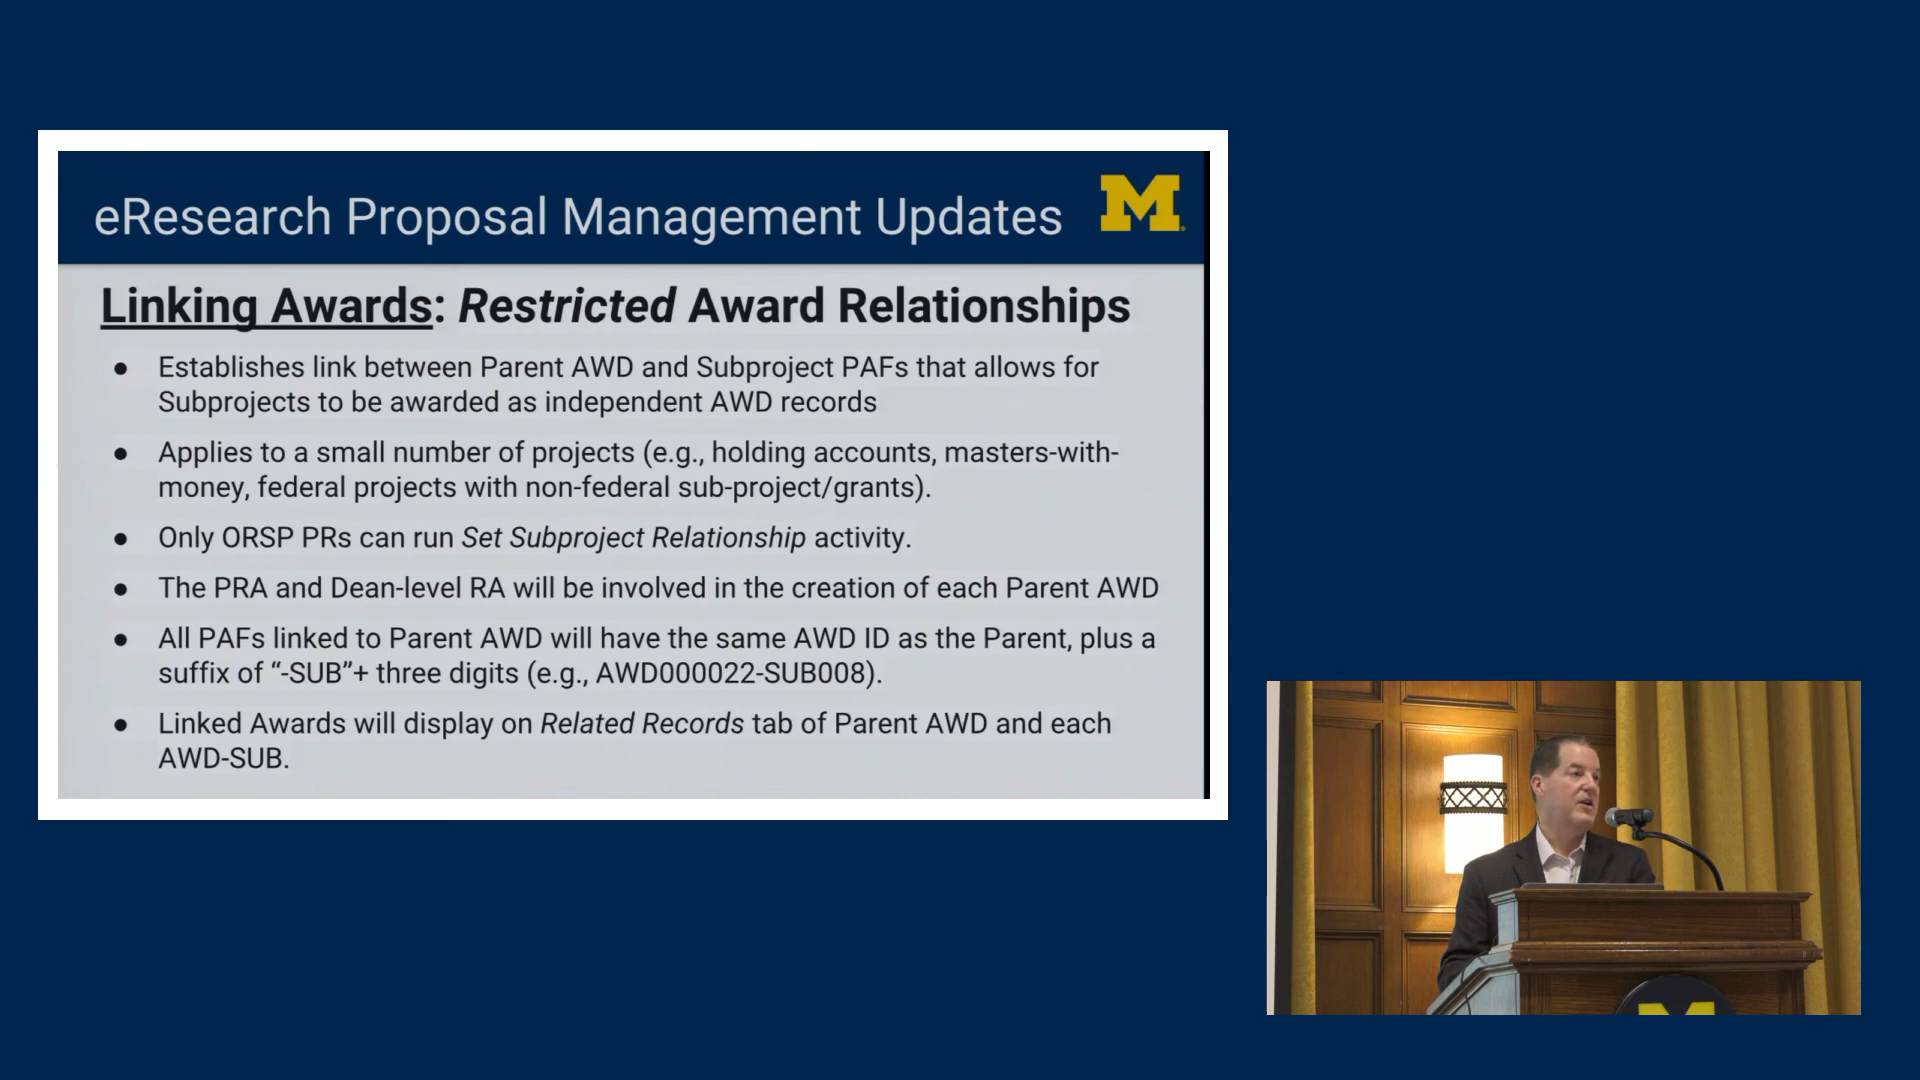 eResearch Proposal Management Updates
M
Linking Awards: Restricted Award Relationships
● Establishes link between Parent AWD and Subproject PAFs that allows for
Subprojects to be awarded as independent AWD records
● Applies to a small number of projects (e.g., holding accounts, masters-with-
money, federal projects with non-federal sub-project/grants).
● Only ORSP PRs can run Set Subproject Relationship activity.
● The PRA and Dean-level RA will be involved in the creation of each Parent AWD
● All PAFs linked to Parent AWD will have the same AWD ID as the Parent, plus a
suffix of “-SUB”+ three digits (e.g., AWD000022-SUB008).
● Linked Awards will display on Related Records tab of Parent AWD and each
AWD-SUB.
M